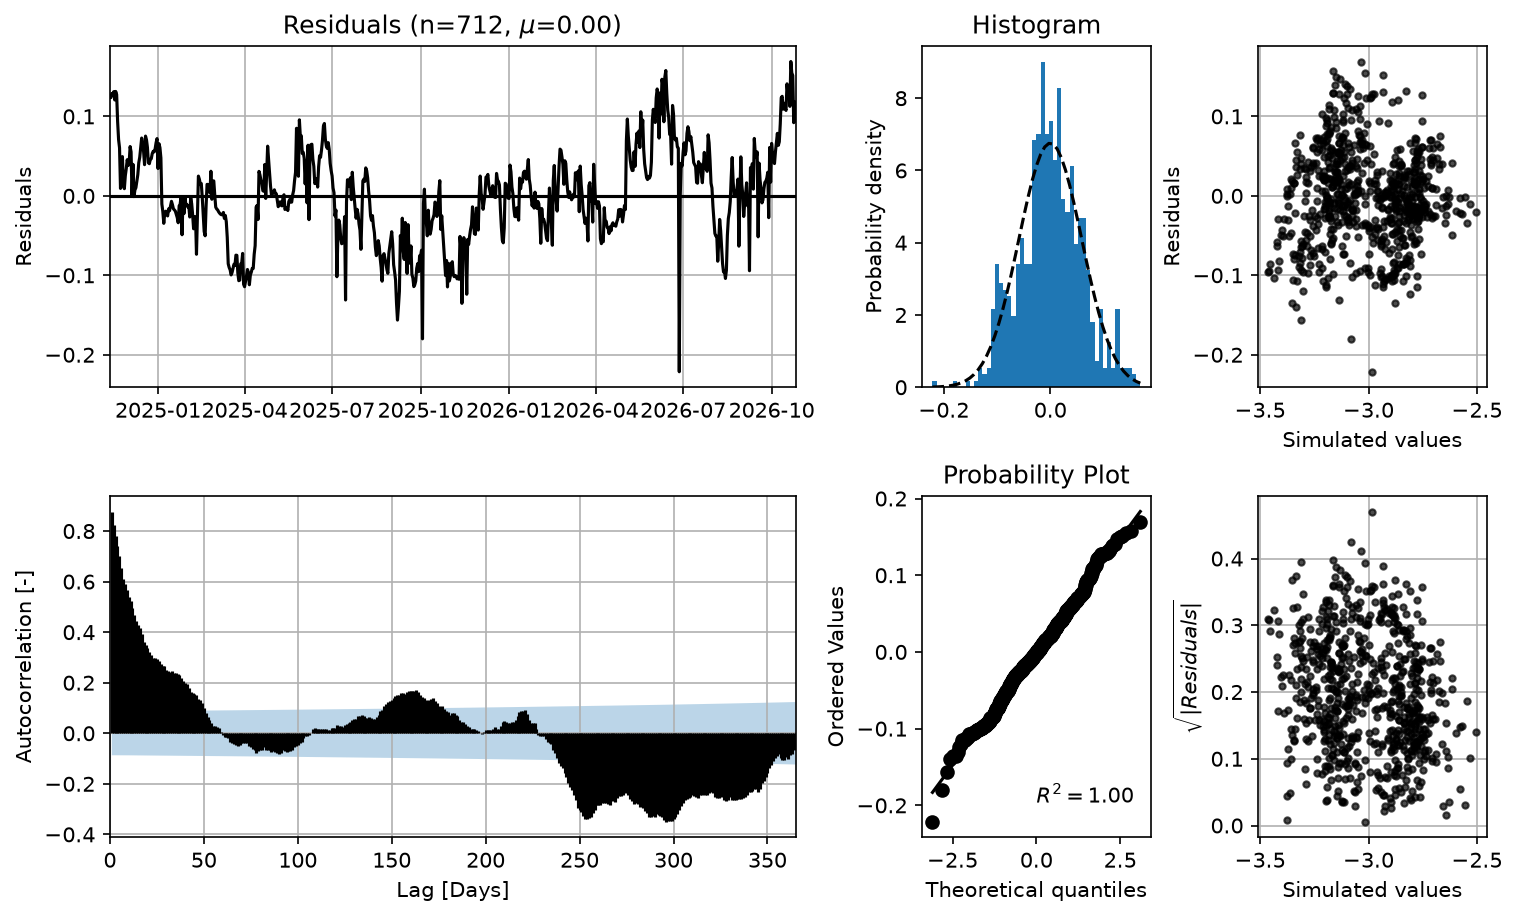 Residuals (n=712, μ=0.00)
Residuals
0.1
0.0
−0.1
−0.2
2025-01 2025-04 2025-07 2025-10 2026-01 2026-04 2026-07 2026-10
Histogram
Probability density
8
6
4
2
0
−0.2 0.0
Residuals
0.1
0.0
−0.1
−0.2
−3.5 −3.0 −2.5
Simulated values
Autocorrelation [-]
0.8
0.6
0.4
0.2
0.0
−0.2
−0.4
0 50 100 150 200 250 300 350
Lag [Days]
Probability Plot
Ordered Values
0.2
0.1
0.0
−0.1
−0.2
R² = 1.00
−2.5 0.0 2.5
Theoretical quantiles
√|Residuals|
0.4
0.3
0.2
0.1
0.0
−3.5 −3.0 −2.5
Simulated values